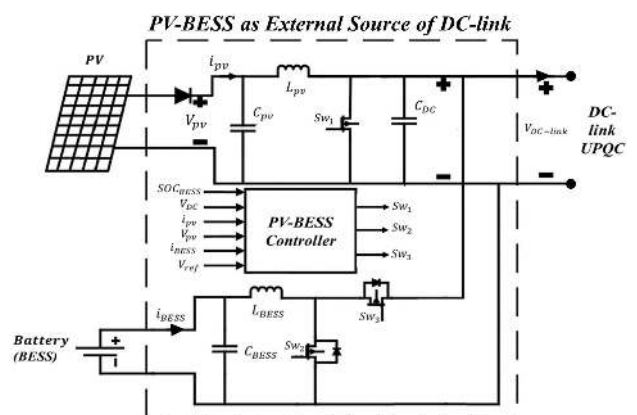 PV-BESS as External Source of DC-link
PV
i_pv
L_pv
V_pv
+
-
C_pv
Sw_1
C_DC
+
-
V_DC-link
+
-
DC-
link
UPQC
SOC_BESS
V_DC
i_pv
V_pv
i_BESS
V_ref
PV-BESS
Controller
Sw_1
Sw_2
Sw_3
Battery
(BESS)
+
i_BESS
L_BESS
C_BESS
Sw_2
Sw_3